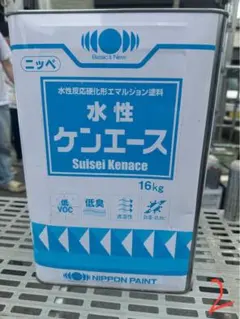 Basic & New
ニッペ
水性反応硬化形エマルション塗料
水性
ケンエース
Suisei Kenace
16kg
低VOC
低臭
NIPPON PAINT
2